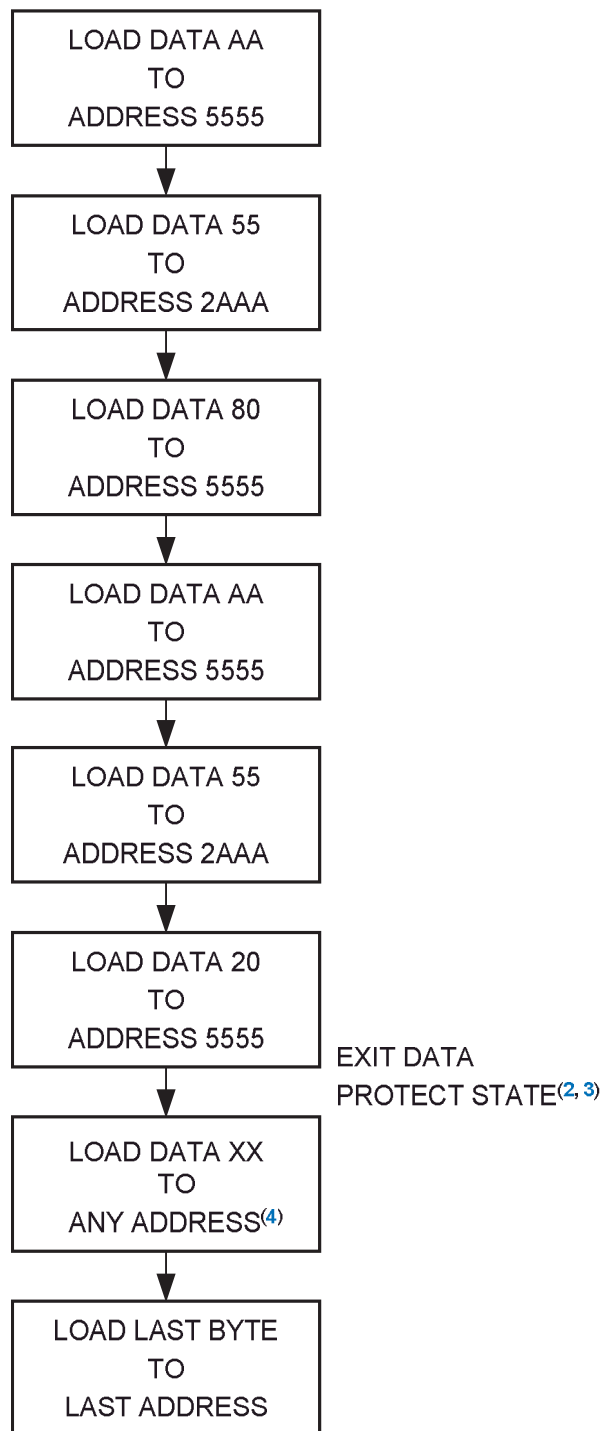 LOAD DATA AA
TO
ADDRESS 5555
LOAD DATA 55
TO
ADDRESS 2AAA
LOAD DATA 80
TO
ADDRESS 5555
LOAD DATA AA
TO
ADDRESS 5555
LOAD DATA 55
TO
ADDRESS 2AAA
LOAD DATA 20
TO
ADDRESS 5555
EXIT DATA
PROTECT STATE(2, 3)
LOAD DATA XX
TO
ANY ADDRESS(4)
LOAD LAST BYTE
TO
LAST ADDRESS